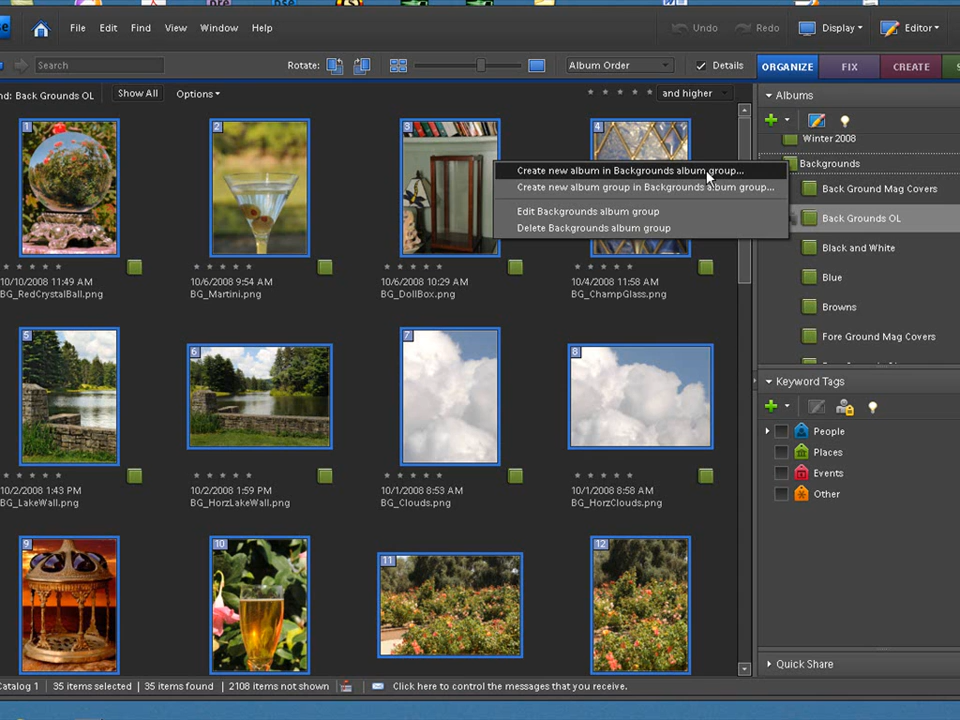 File Edit Find View Window Help Undo Redo Display Editor
Search Rotate: Album Order Details ORGANIZE FIX CREATE
nd: Back Grounds OL Show All Options and higher
Albums
Winter 2008
Backgrounds
Back Ground Mag Covers
Back Grounds OL
Black and White
Blue
Browns
Fore Ground Mag Covers
Create new album in Backgrounds album group...
Create new album group in Backgrounds album group...
Edit Backgrounds album group
Delete Backgrounds album group
1 2 3 4
10/10/2008 11:49 AM 10/6/2008 9:54 AM 10/6/2008 10:29 AM 10/4/2008 11:58 AM
BG_RedCrystalBall.png BG_Martini.png BG_DollBox.png BG_ChampGlass.png
5 6 7 8
10/2/2008 1:43 PM 10/2/2008 1:59 PM 10/1/2008 8:53 AM 10/1/2008 8:58 AM
BG_LakeWall.png BG_HorzLakeWall.png BG_Clouds.png BG_HorzClouds.png
9 10 11 12
Keyword Tags
People
Places
Events
Other
Quick Share
Catalog 1 35 items selected 35 items found 2108 items not shown Click here to control the messages that you receive.